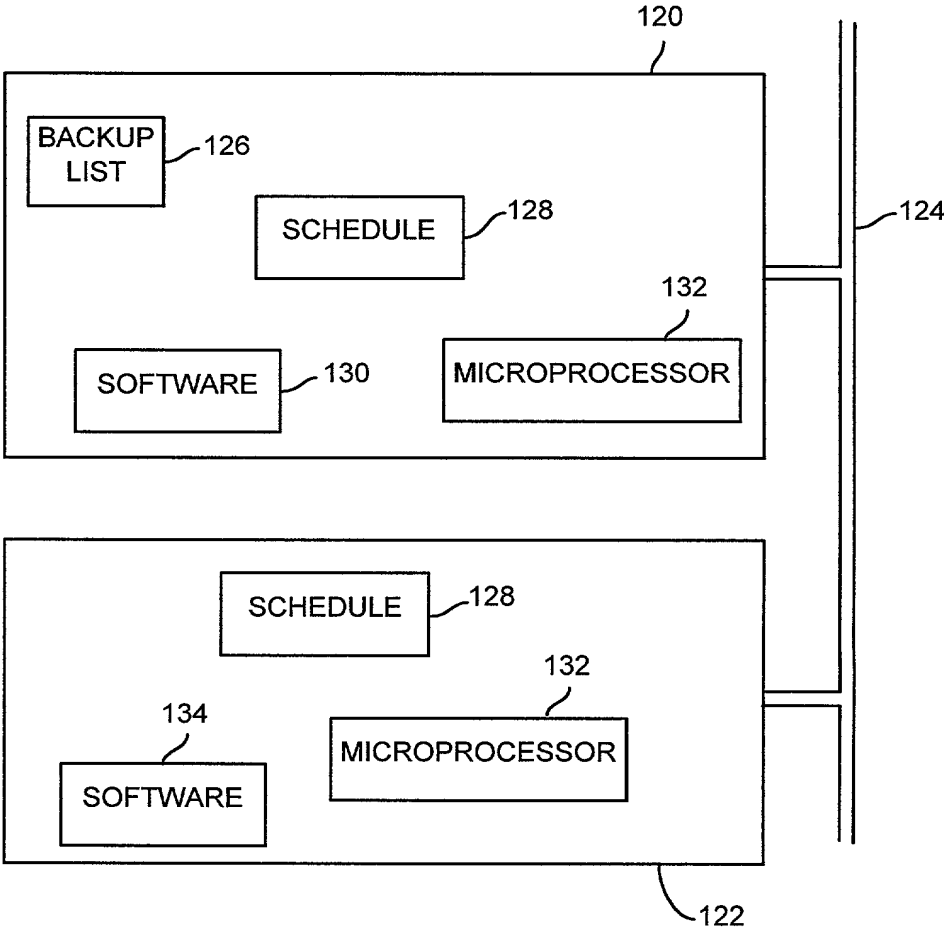 120
BACKUP
LIST
126
SCHEDULE
128
124
132
SOFTWARE
130
MICROPROCESSOR
SCHEDULE
128
132
134
MICROPROCESSOR
SOFTWARE
122